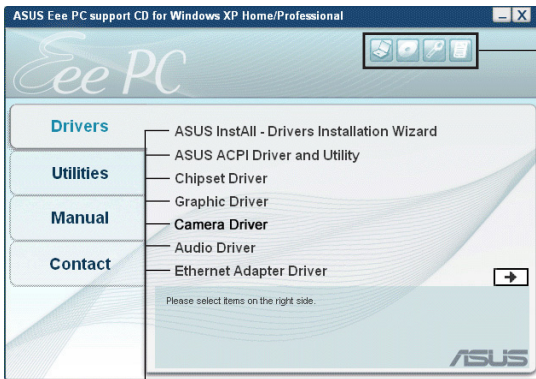 ASUS Eee PC support CD for Windows XP Home/Professional
Eee PC
Drivers
Utilities
Manual
Contact
ASUS InstAll - Drivers Installation Wizard
ASUS ACPI Driver and Utility
Chipset Driver
Graphic Driver
Camera Driver
Audio Driver
Ethernet Adapter Driver
Please select items on the right side.
ASUS